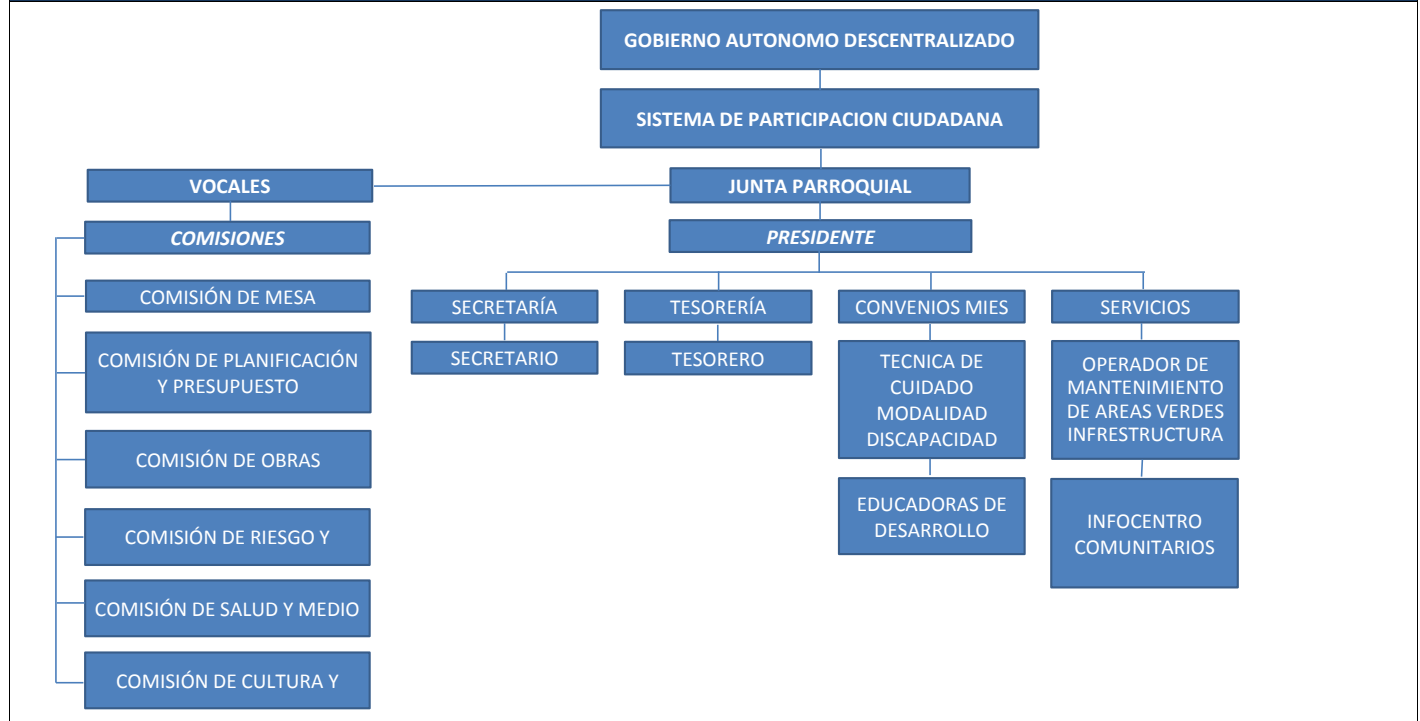 GOBIERNO AUTONOMO DESCENTRALIZADO
SISTEMA DE PARTICIPACION CIUDADANA
VOCALES
JUNTA PARROQUIAL
COMISIONES
PRESIDENTE
COMISIÓN DE MESA
COMISIÓN DE PLANIFICACIÓN
Y PRESUPUESTO
COMISIÓN DE OBRAS
COMISIÓN DE RIESGO Y
COMISIÓN DE SALUD Y MEDIO
COMISIÓN DE CULTURA Y
SECRETARÍA
SECRETARIO
TESORERÍA
TESORERO
CONVENIOS MIES
TECNICA DE
CUIDADO
MODALIDAD
DISCAPACIDAD
EDUCADORAS DE
DESARROLLO
SERVICIOS
OPERADOR DE
MANTENIMIENTO
DE AREAS VERDES
INFRESTRUCTURA
INFOCENTRO
COMUNITARIOS